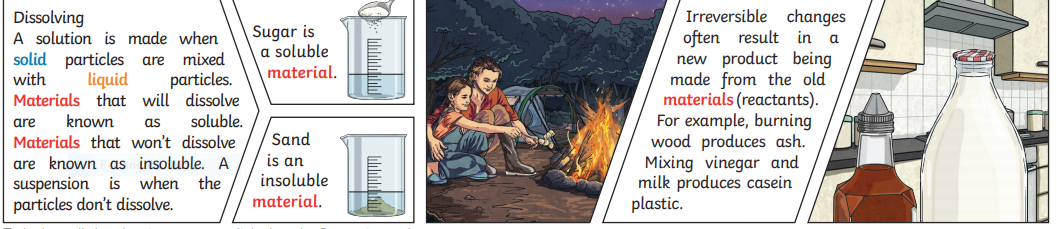 Dissolving
A solution is made when
solid particles are mixed
with liquid particles.
Materials that will dissolve
are known as soluble.
Materials that won't dissolve
are known as insoluble. A
suspension is when the
particles don't dissolve.
Sugar is
a soluble
material.
Sand
is an
insoluble
material.
Irreversible changes
often result in a
new product being
made from the old
materials (reactants).
For example, burning
wood produces ash.
Mixing vinegar and
milk produces casein
plastic.